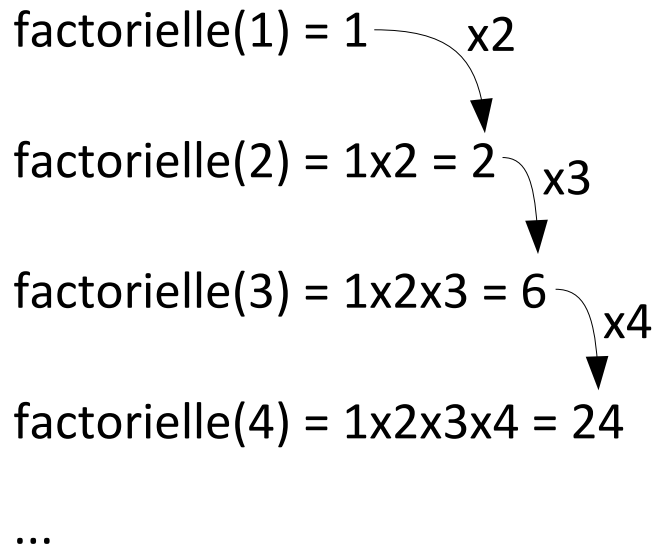 factorielle(1) = 1
x2
factorielle(2) = 1x2 = 2
x3
factorielle(3) = 1x2x3 = 6
x4
factorielle(4) = 1x2x3x4 = 24
...